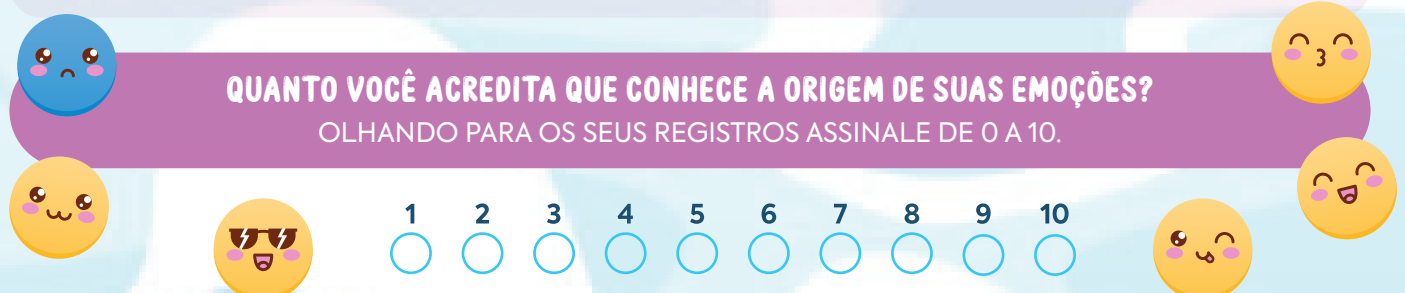 QUANTO VOCÊ ACREDITA QUE CONHECE A ORIGEM DE SUAS EMOÇÕES?
OLHANDO PARA OS SEUS REGISTROS ASSINALE DE 0 A 10.
1 2 3 4 5 6 7 8 9 10